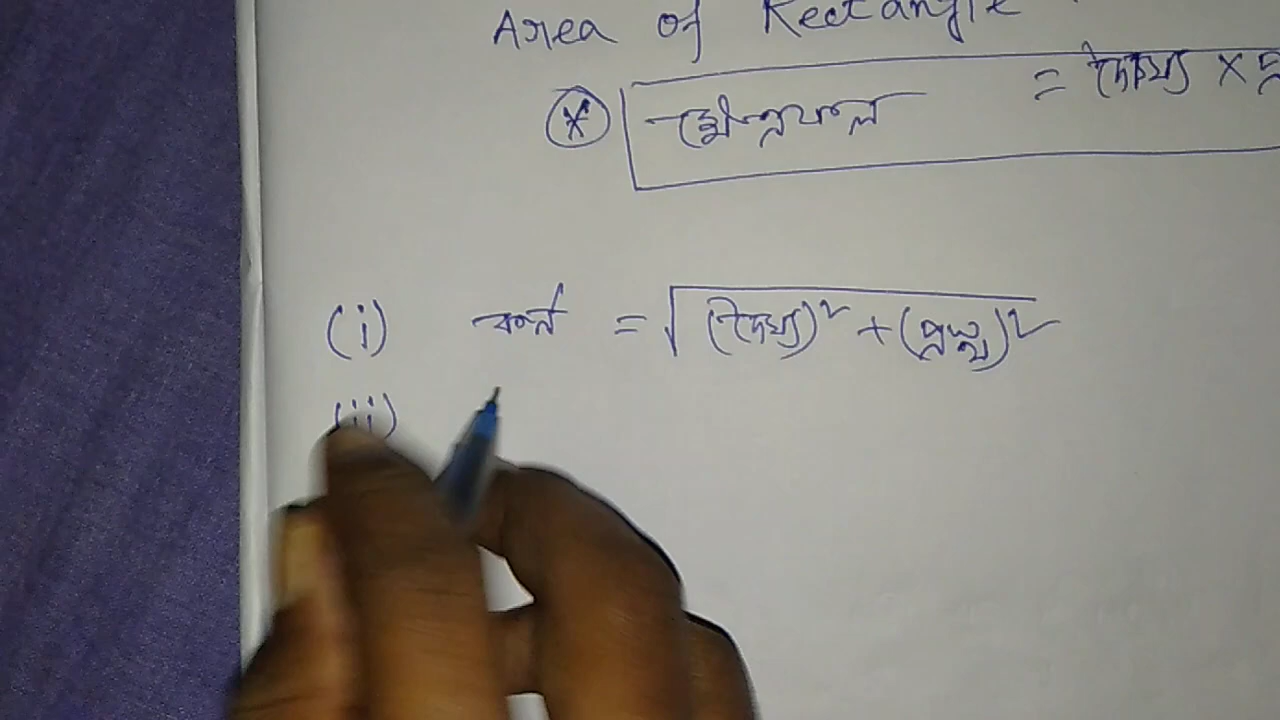 Area of Rectangle
* ক্ষেত্রফল = দৈর্ঘ্য ×
(i) কর্ন = √(দৈর্ঘ্য)² + (প্রস্থ)²
(ii)